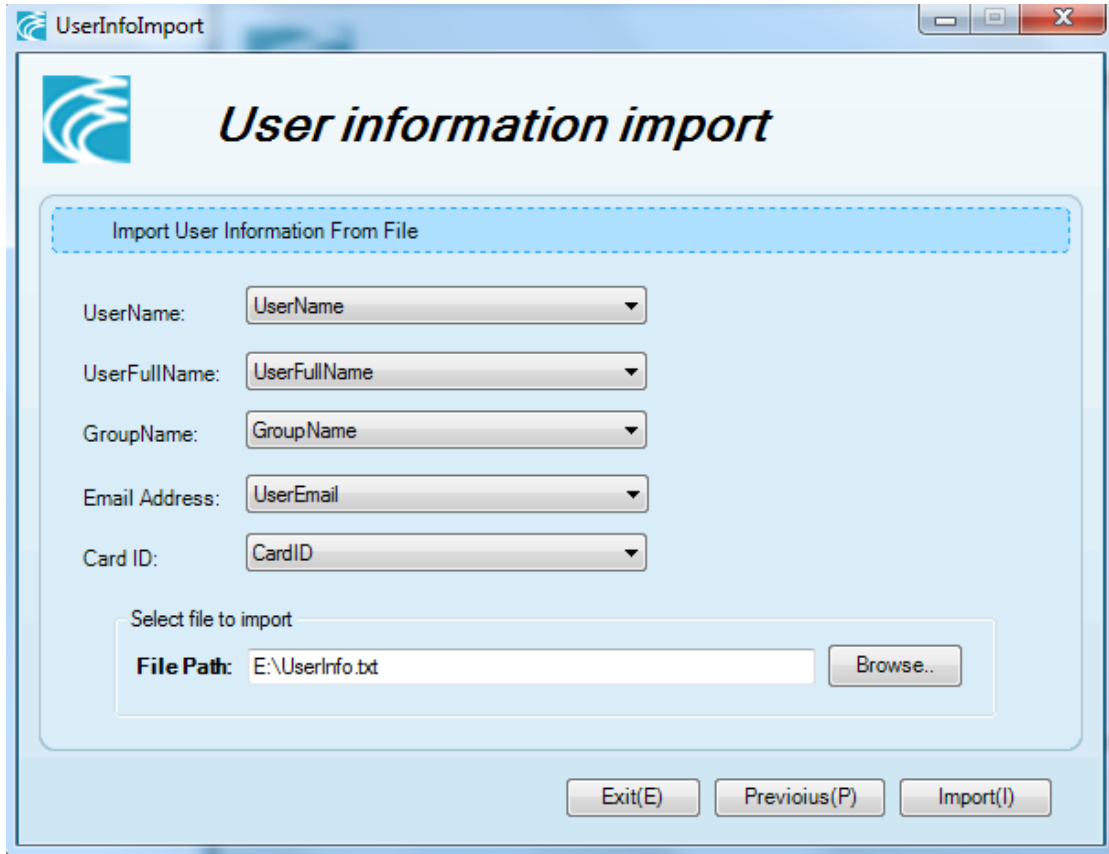 UserInfoImport
User information import
Import User Information From File
UserName: UserName
UserFullName: UserFullName
GroupName: GroupName
Email Address: UserEmail
Card ID: CardID
Select file to import
File Path: E:\UserInfo.txt Browse..
Exit(E) Previoius(P) Import(I)